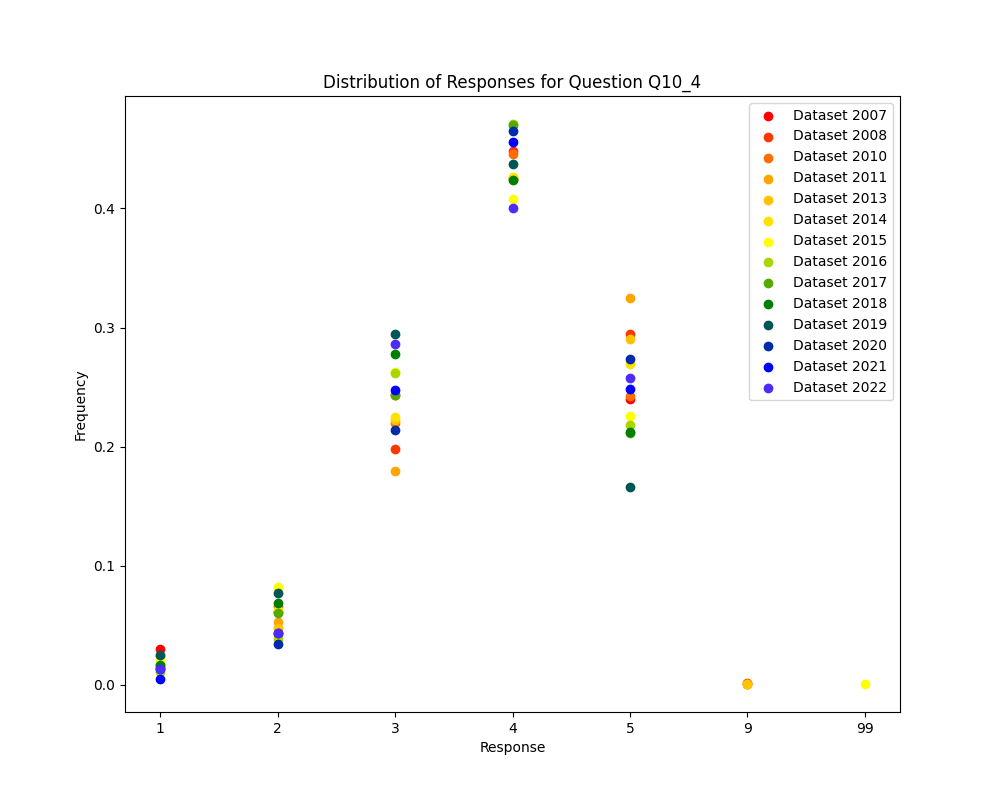 Distribution of Responses for Question Q10_4
Dataset 2007
Dataset 2008
Dataset 2010
Dataset 2011
Dataset 2013
Dataset 2014
Dataset 2015
Dataset 2016
Dataset 2017
Dataset 2018
Dataset 2019
Dataset 2020
Dataset 2021
Dataset 2022
0.4
0.3
0.2
0.1
0.0
Frequency
1 2 3 4 5 9 99
Response